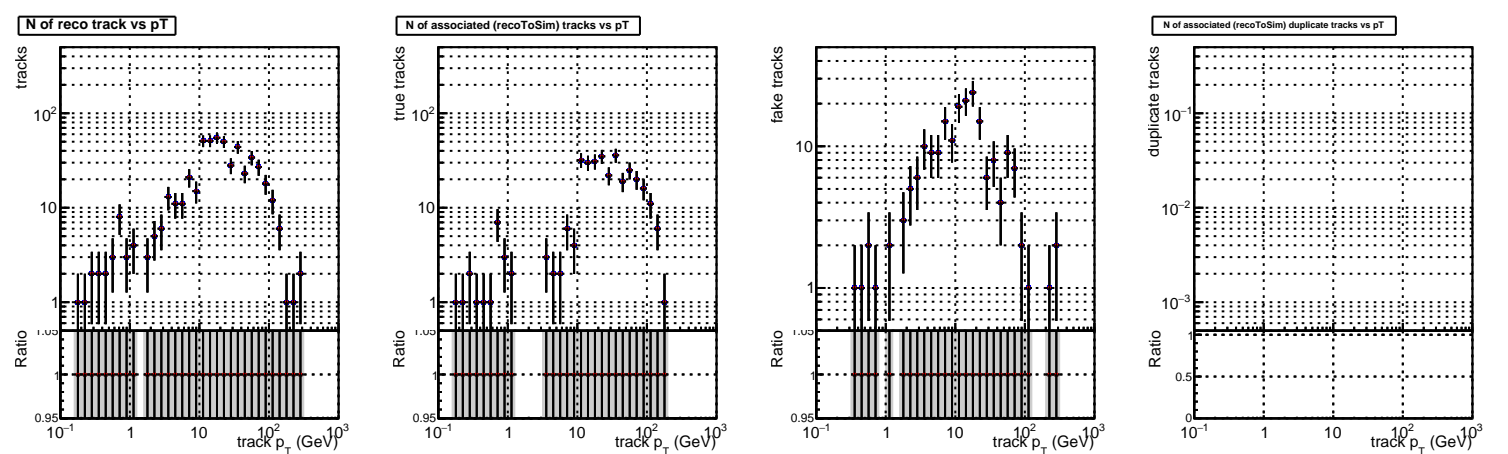 N of reco track vs pT
tracks
10²
10
1
1.05
Ratio
1
0.95
10⁻¹ 1 10 10² 10³
track p_T (GeV)
N of associated (recoToSim) tracks vs pT
true tracks
10²
10
1
1.05
Ratio
1
0.95
10⁻¹ 1 10 10² 10³
track p_T (GeV)
fake tracks
10
1
1.05
Ratio
1
0.95
10⁻¹ 1 10 10² 10³
track p_T (GeV)
N of associated (recoToSim) duplicate tracks vs pT
duplicate tracks
10⁻¹
10⁻²
10⁻³
Ratio
1
0.5
0
10⁻¹ 1 10 10² 10³
track p_T (GeV)